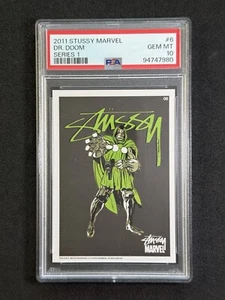 2011 STUSSY MARVEL #6
DR. DOOM GEM MT
SERIES 1 10
PSA 94747980
STÜSSY
STÜSSY
MARVEL